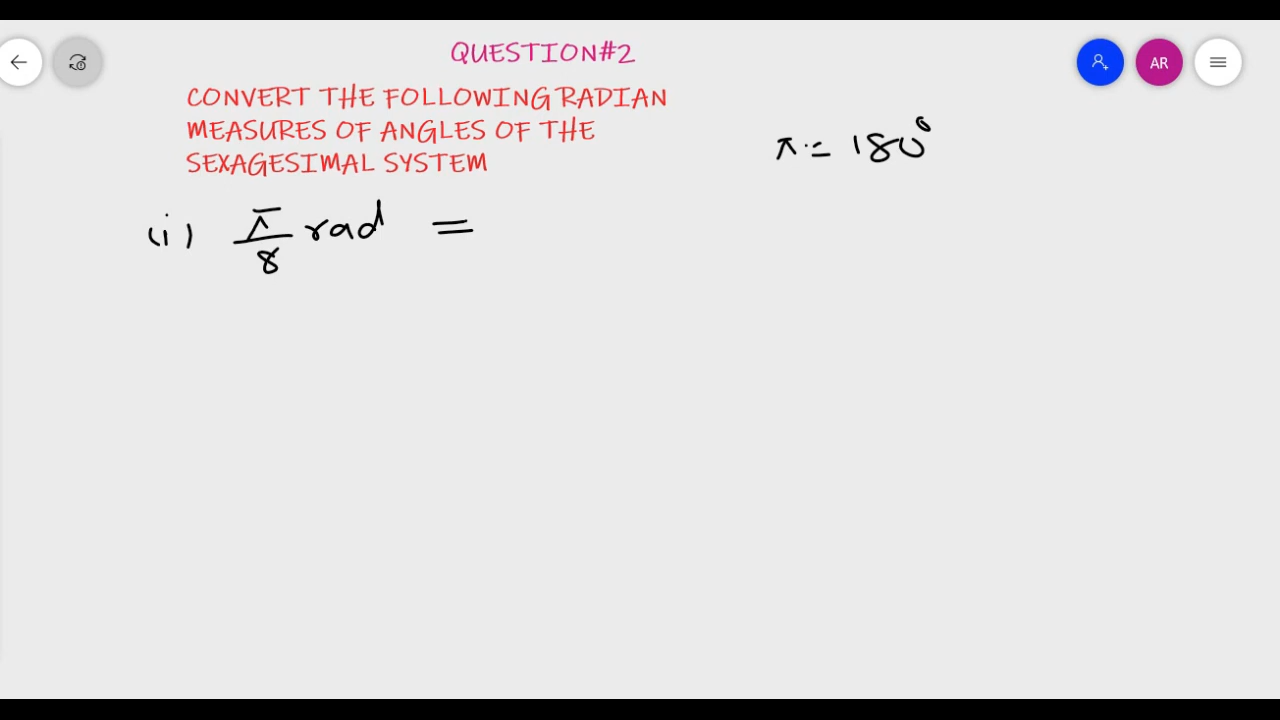 QUESTION#2
AR
CONVERT THE FOLLOWING RADIAN
MEASURES OF ANGLES OF THE
SEXAGESIMAL SYSTEM
π = 180°
(i) π/8 rad =